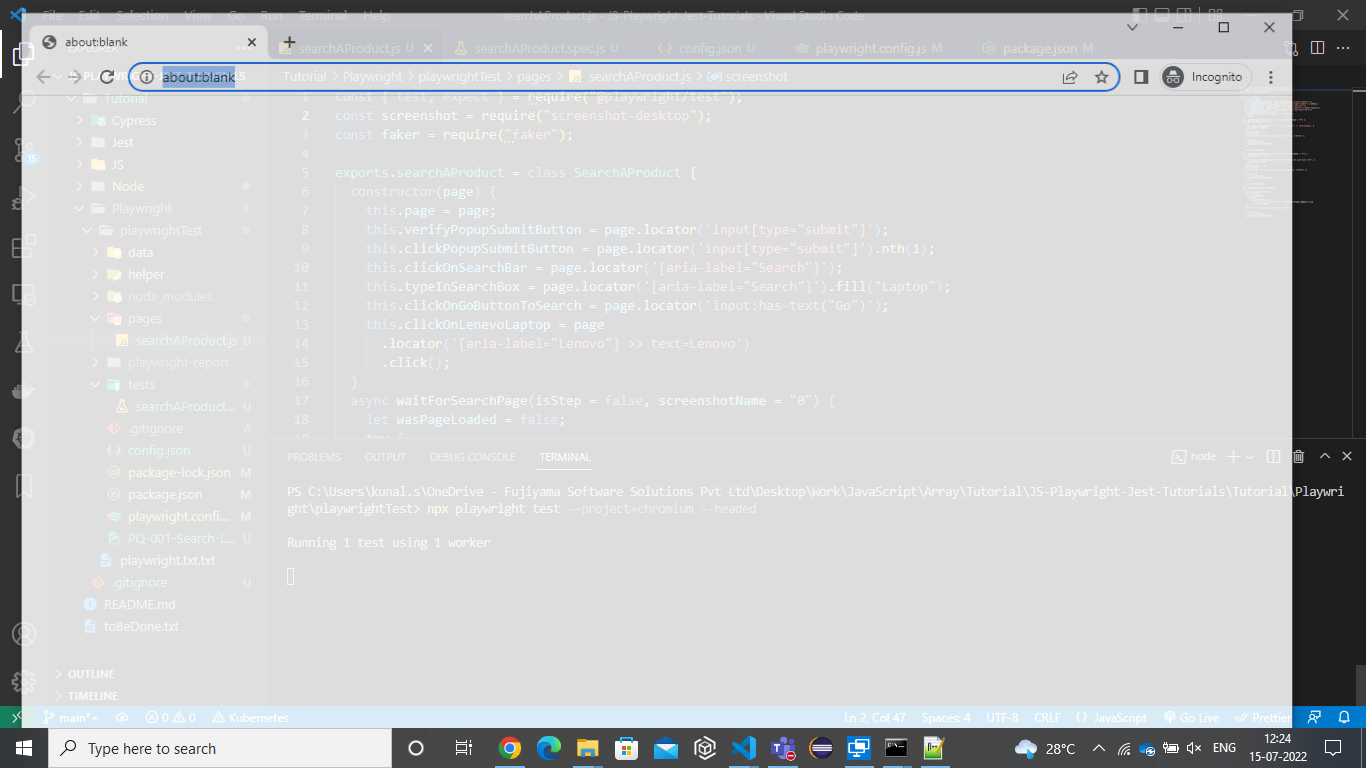 File Edit Selection View Go Run Terminal Help searchAProduct.js - JS-Playwright-Jest-Tutorials - Visual Studio Code
about:blank
searchAProduct.js U
searchAProduct.spec.js U
config.json U
playwright.config.js M
package.json M
about:blank
Incognito
Tutorial > Playwright > playwrightTest > pages > searchAProduct.js > screenshot
Tutorial
Cypress
Jest
JS
Node
Playwright
playwrightTest
data
helper
node_modules
pages
searchAProduct.js U
playwright-report
tests
searchAProduct... U
.gitignore A
config.json U
package-lock.json M
package.json M
playwright.confi... M
PQ-001-Search-L... U
playwright.txt.txt
.gitignore U
README.md
toBeDone.txt
OUTLINE
TIMELINE
15
1 const { test, expect } = require("@playwright/test");
2 const screenshot = require("screenshot-desktop");
3 const faker = require("faker");
4
5 exports.searchAProduct = class SearchAProduct {
6 constructor(page) {
7 this.page = page;
8 this.verifyPopupSubmitButton = page.locator('input[type="submit"]');
9 this.clickPopupSubmitButton = page.locator('input[type="submit"]').nth(1);
10 this.clickOnSearchBar = page.locator('[aria-label="Search"]');
11 this.typeInSearchBox = page.locator('[aria-label="Search"]').fill("Laptop");
12 this.clickOnGoButtonToSearch = page.locator('input:has-text("Go")');
13 this.clickOnLenevoLaptop = page
14 .locator('[aria-label="Lenovo"] >> text=Lenovo')
15 .click();
16 }
17 async waitForSearchPage(isStep = false, screenshotName = "0") {
18 let wasPageLoaded = false;
19 try {
PROBLEMS OUTPUT DEBUG CONSOLE TERMINAL node
PS C:\Users\kunal.s\OneDrive - Fujiyama Software Solutions Pvt Ltd\Desktop\Work\JavaScript\Array\Tutorial\JS-Playwright-Jest-Tutorials\Tutorial\Playwri
ght\playwrightTest> npx playwright test --project=chromium --headed
Running 1 test using 1 worker
main*+ 0 0 Kubernetes Ln 2, Col 47 Spaces: 4 UTF-8 CRLF JavaScript Go Live Prettier
Type here to search
28°C ENG
12:24
15-07-2022